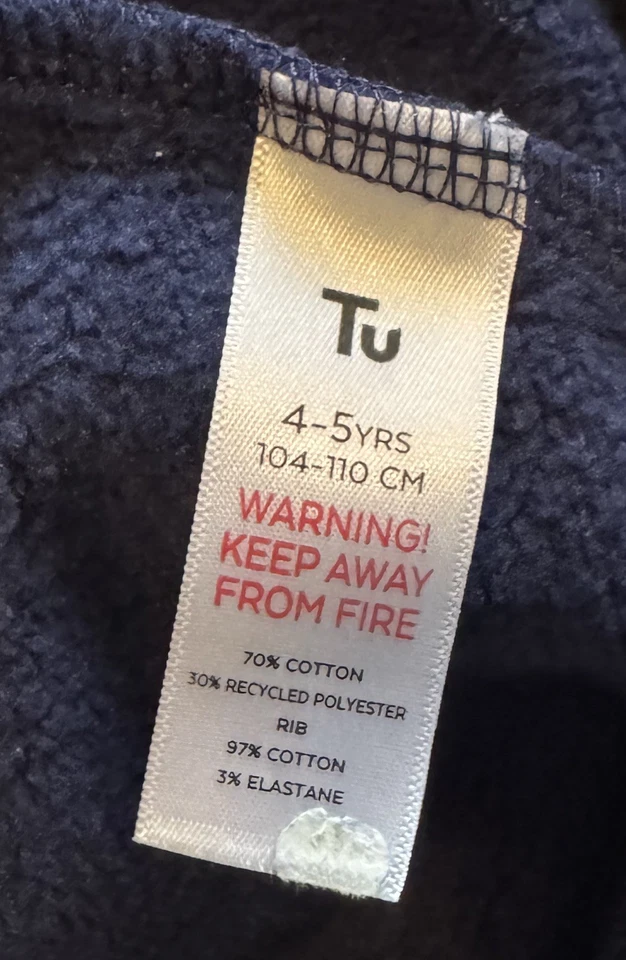 Tu
4-5YRS
104-110 CM
WARNING!
KEEP AWAY
FROM FIRE
70% COTTON
30% RECYCLED POLYESTER
RIB
97% COTTON
3% ELASTANE